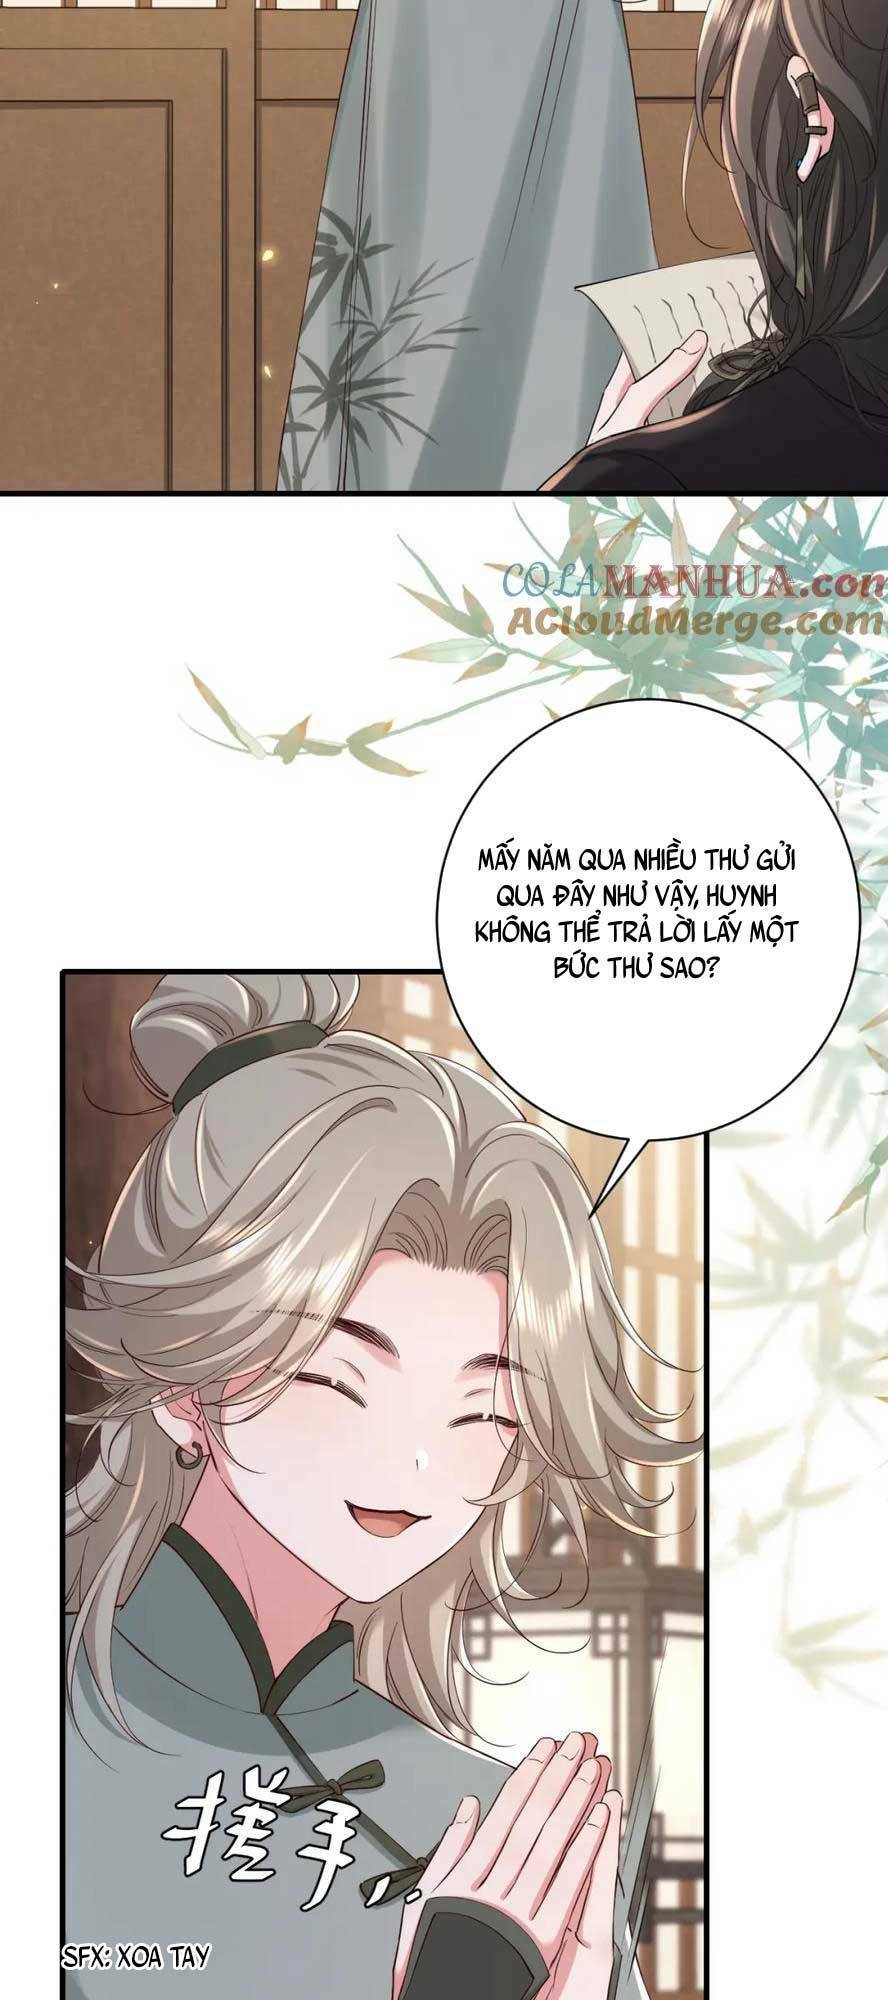 COLAMANHUA.com
ACloudMerge.com
MẤY NĂM QUA NHIỀU THƯ GỬI
QUA ĐÂY NHƯ VẬY, HUYNH
KHÔNG THỂ TRẢ LỜI LẤY MỘT
BỨC THƯ SAO?
搓手
SFX: XOA TAY